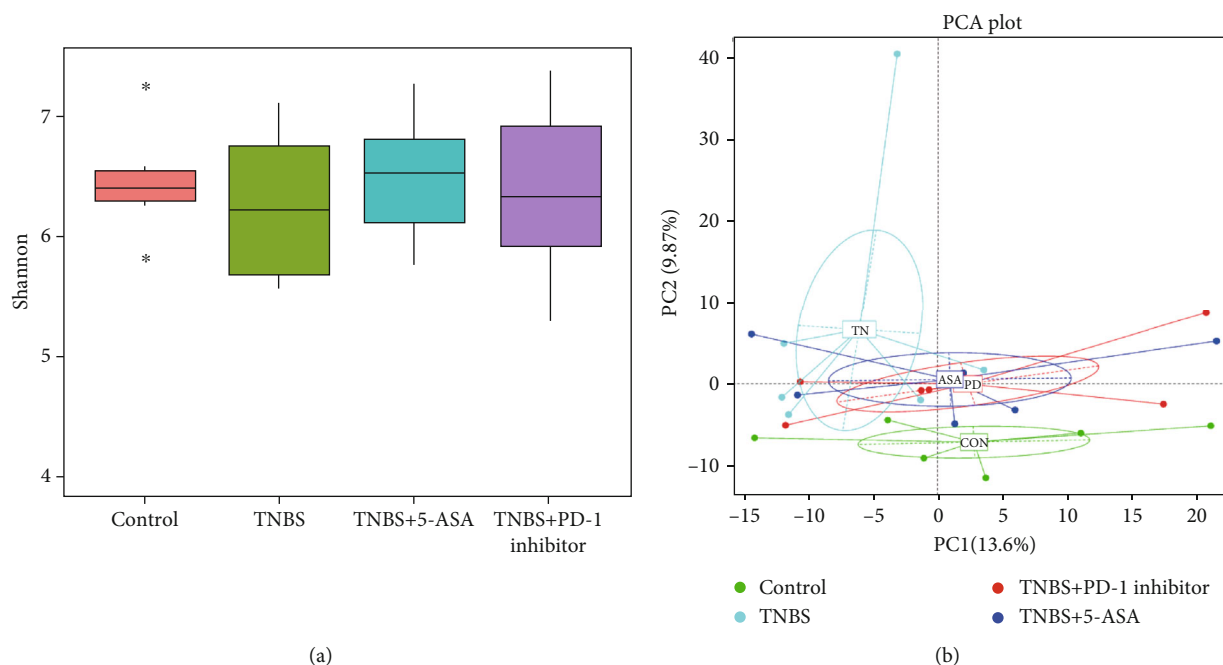 7
6
5
4
Shannon
*
*
Control
TNBS
TNBS+5-ASA
TNBS+PD-1
inhibitor
(a)
PCA plot
40
30
20
10
0
–10
PC2 (9.87%)
TN
ASA
PD
CON
–15
–10
–5
0
5
10
15
20
PC1(13.6%)
Control
TNBS+PD-1 inhibitor
TNBS
TNBS+5-ASA
(b)